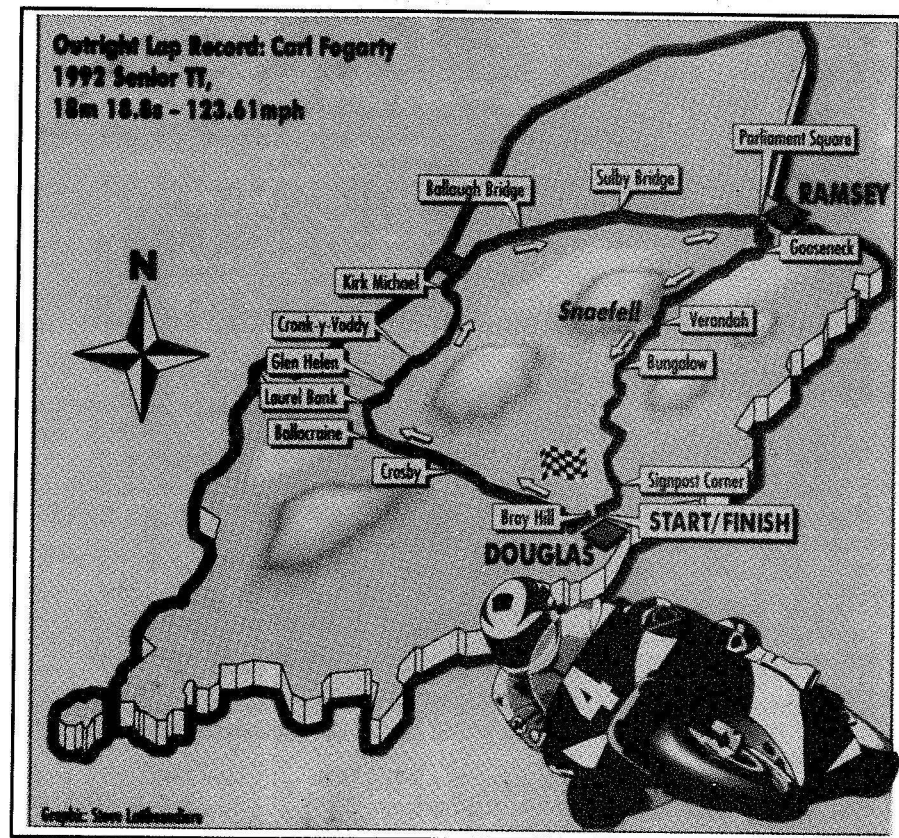 Outright Lap Record: Carl Fogarty
1992 Senior TT,
18m 18.8s - 123.61mph
Parliament Square
Sulby Bridge
Ballaugh Bridge
RAMSEY
Gooseneck
N
Kirk Michael
Snaefell
Verandah
Cronk-y-Voddy
Glen Helen
Bungalow
Laurel Bank
Ballacraine
Crosby
Signpost Corner
Bray Hill
START/FINISH
DOUGLAS
4
Graphic: Steve